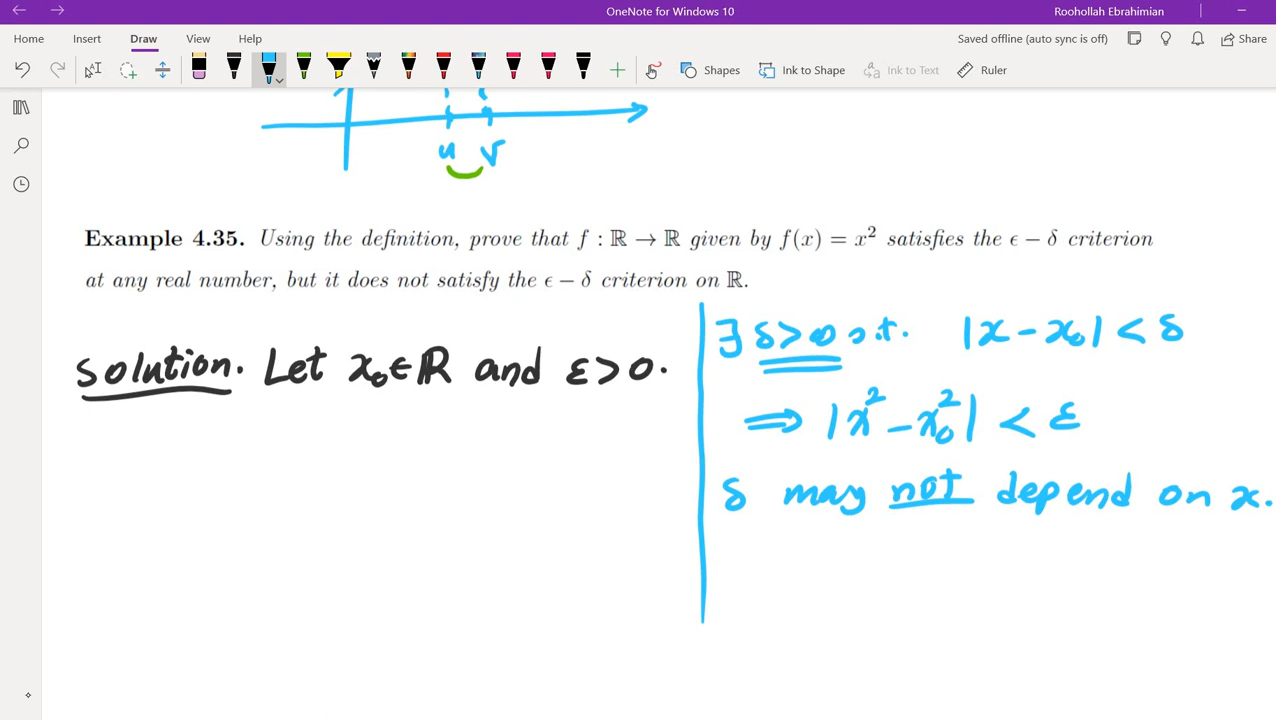 OneNote for Windows 10
Roohollah Ebrahimian
Home Insert Draw View Help
Saved offline (auto sync is off)
Share
Shapes
Ink to Shape
Ink to Text
Ruler
u v
Example 4.35. Using the definition, prove that f : ℝ → ℝ given by f(x) = x² satisfies the ϵ − δ criterion
at any real number, but it does not satisfy the ϵ − δ criterion on ℝ.
Solution. Let x₀ ∈ ℝ and ε > 0.
∃ δ > 0 s.t. |x − x₀| < δ
⟹ |x² − x₀²| < ε
δ may not depend on x.